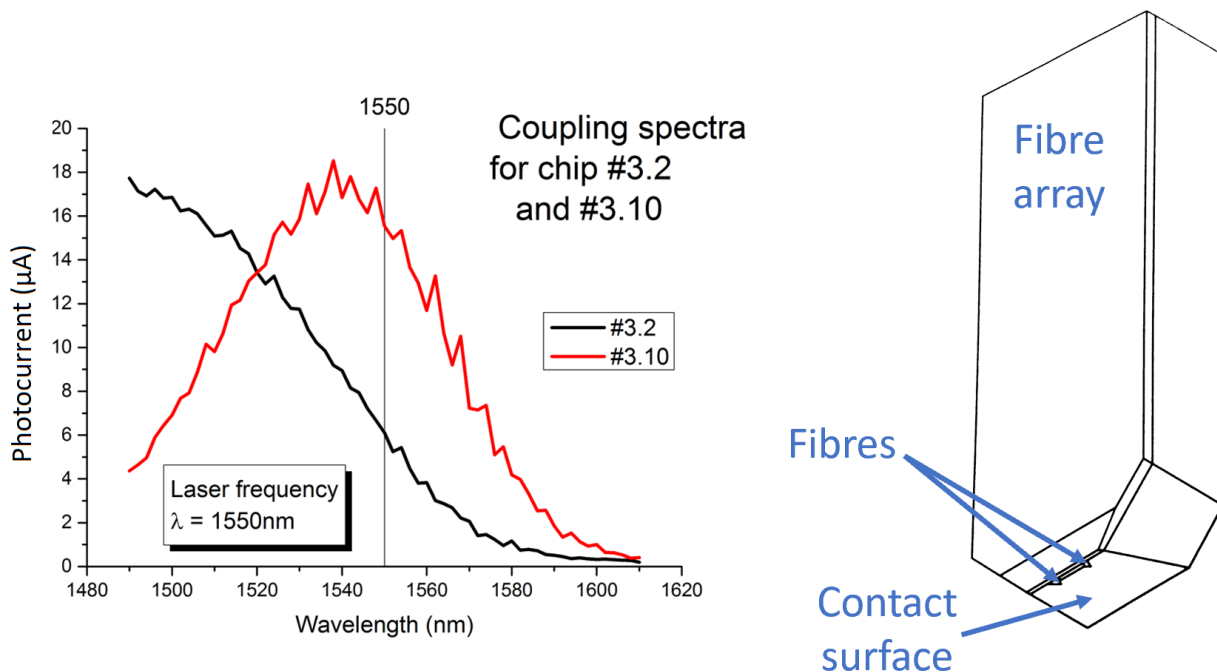 1550
Coupling spectra
for chip #3.2
and #3.10
20
18
16
14
12
10
8
6
4
2
0
Photocurrent (µA)
#3.2
#3.10
Laser frequency
λ = 1550nm
1480
1500
1520
1540
1560
1580
1600
1620
Wavelength (nm)
Fibre
array
Fibres
Contact
surface